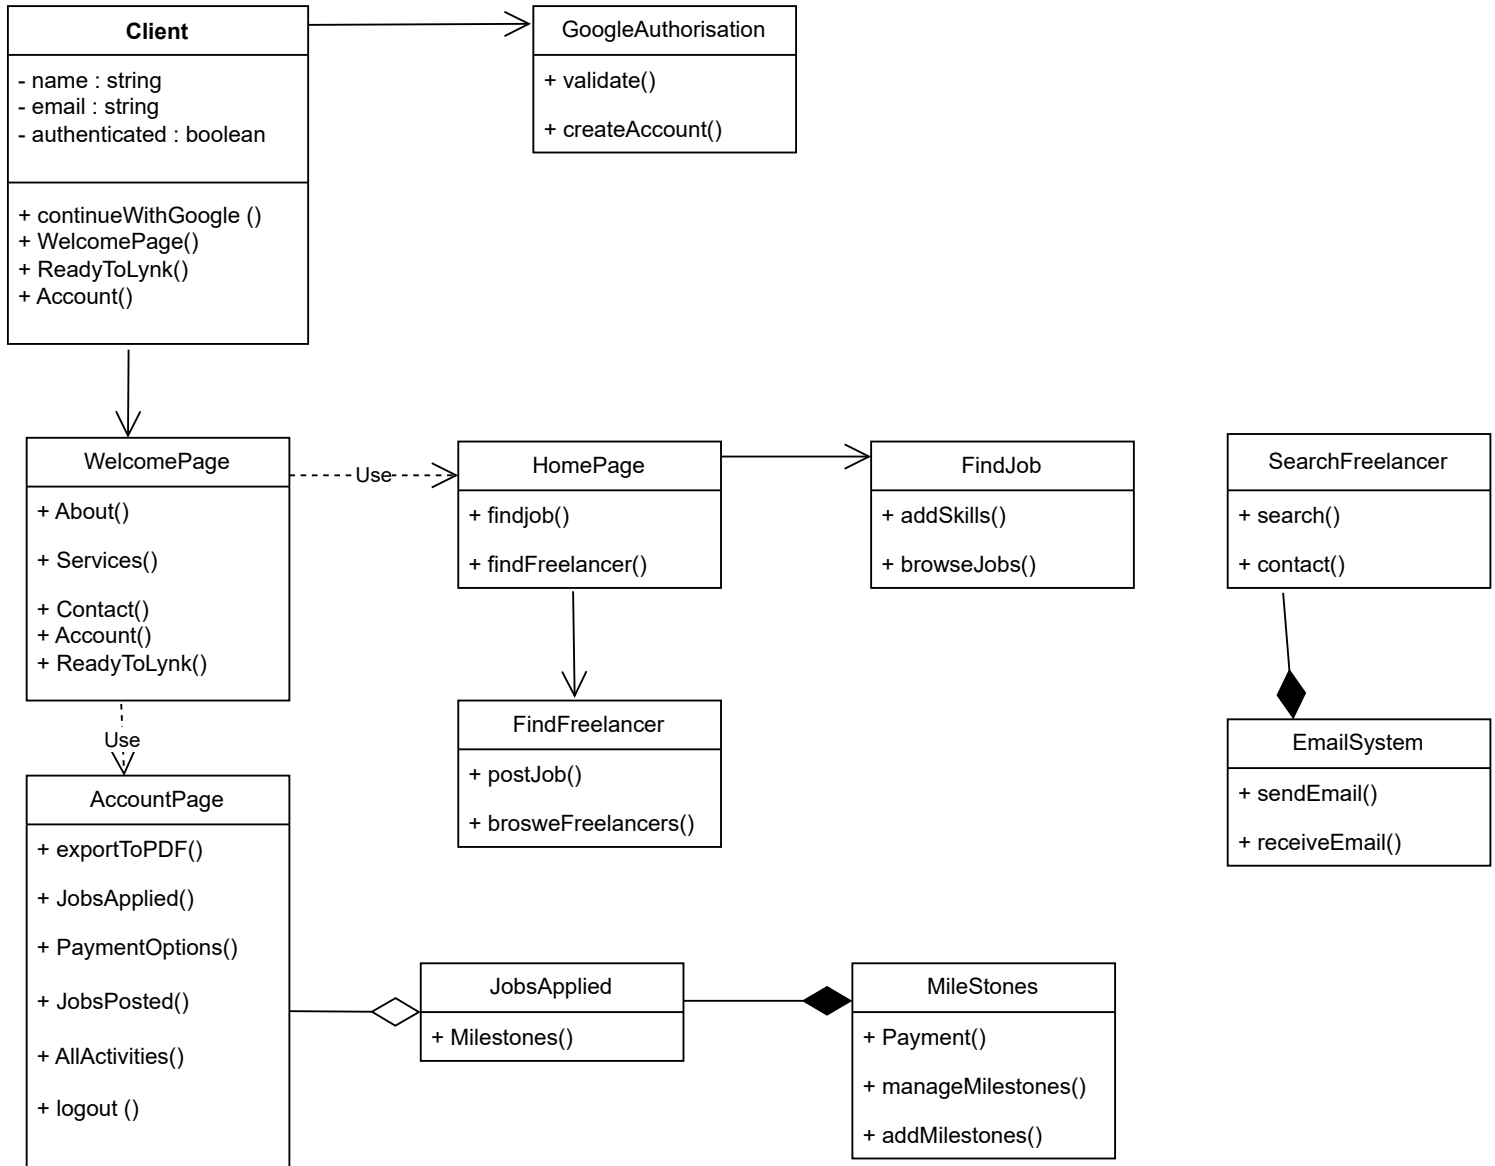 Client
- name : string
- email : string
- authenticated : boolean
+ continueWithGoogle ()
+ WelcomePage()
+ ReadyToLynk()
+ Account()
GoogleAuthorisation
+ validate()
+ createAccount()
WelcomePage
+ About()
+ Services()
+ Contact()
+ Account()
+ ReadyToLynk()
Use
HomePage
+ findjob()
+ findFreelancer()
FindJob
+ addSkills()
+ browseJobs()
SearchFreelancer
+ search()
+ contact()
Use
FindFreelancer
+ postJob()
+ brosweFreelancers()
EmailSystem
+ sendEmail()
+ receiveEmail()
AccountPage
+ exportToPDF()
+ JobsApplied()
+ PaymentOptions()
+ JobsPosted()
+ AllActivities()
+ logout ()
JobsApplied
+ Milestones()
MileStones
+ Payment()
+ manageMilestones()
+ addMilestones()